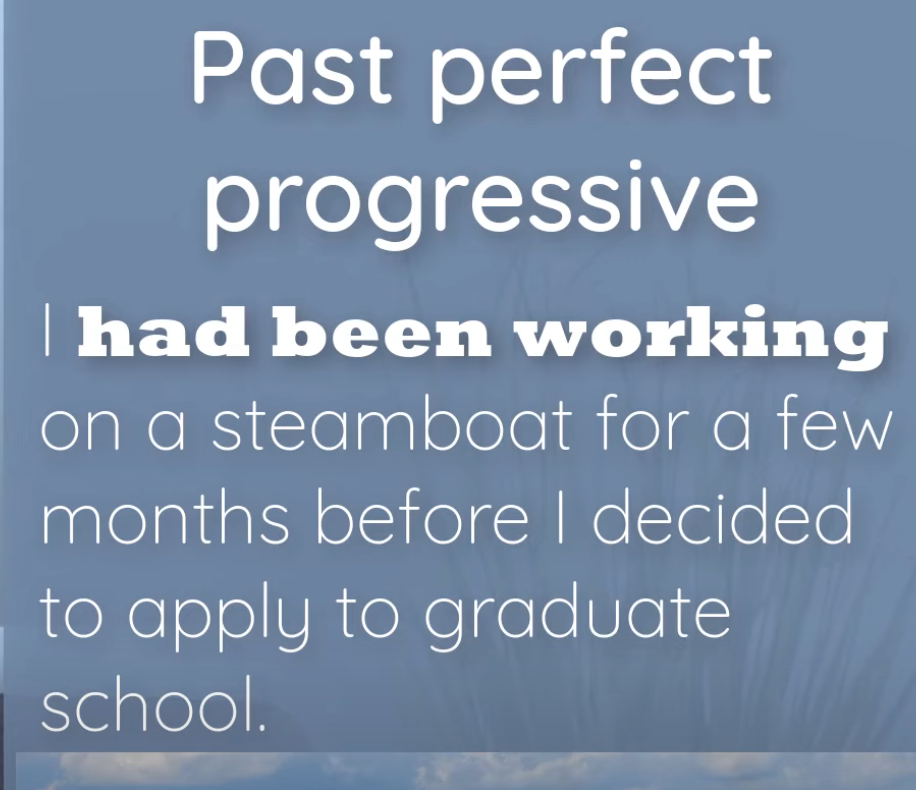 Past perfect
progressive
I had been working
on a steamboat for a few
months before I decided
to apply to graduate
school.